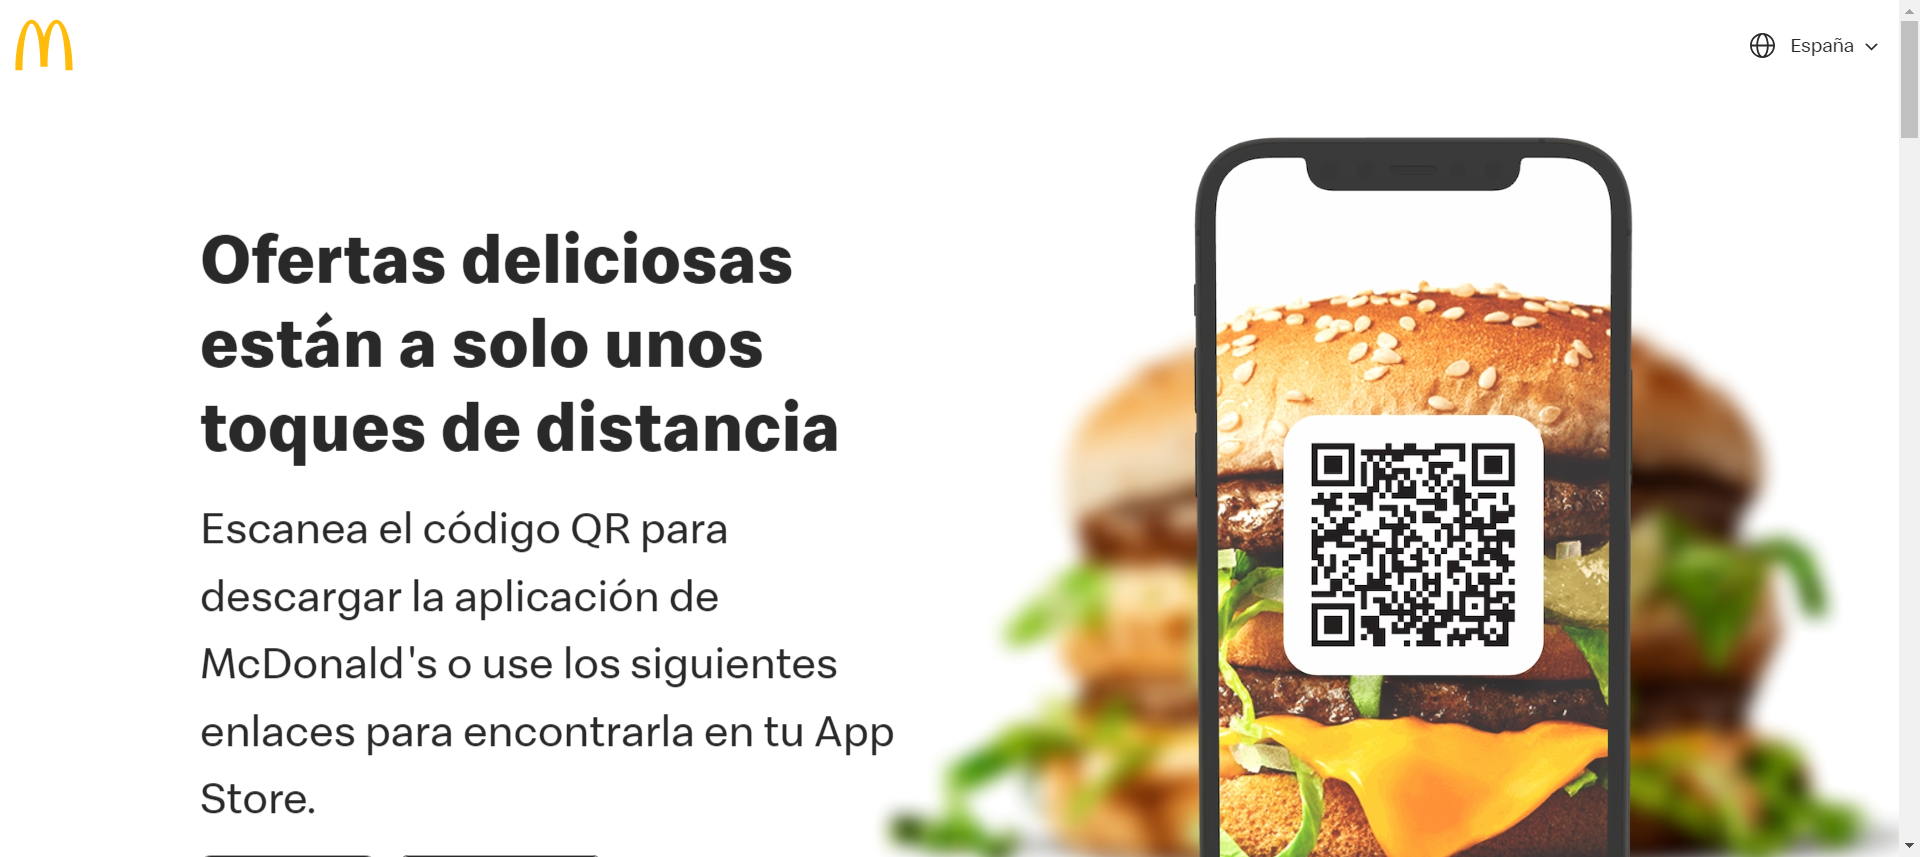 España
Ofertas deliciosas
están a solo unos
toques de distancia
Escanea el código QR para
descargar la aplicación de
McDonald's o use los siguientes
enlaces para encontrarla en tu App
Store.